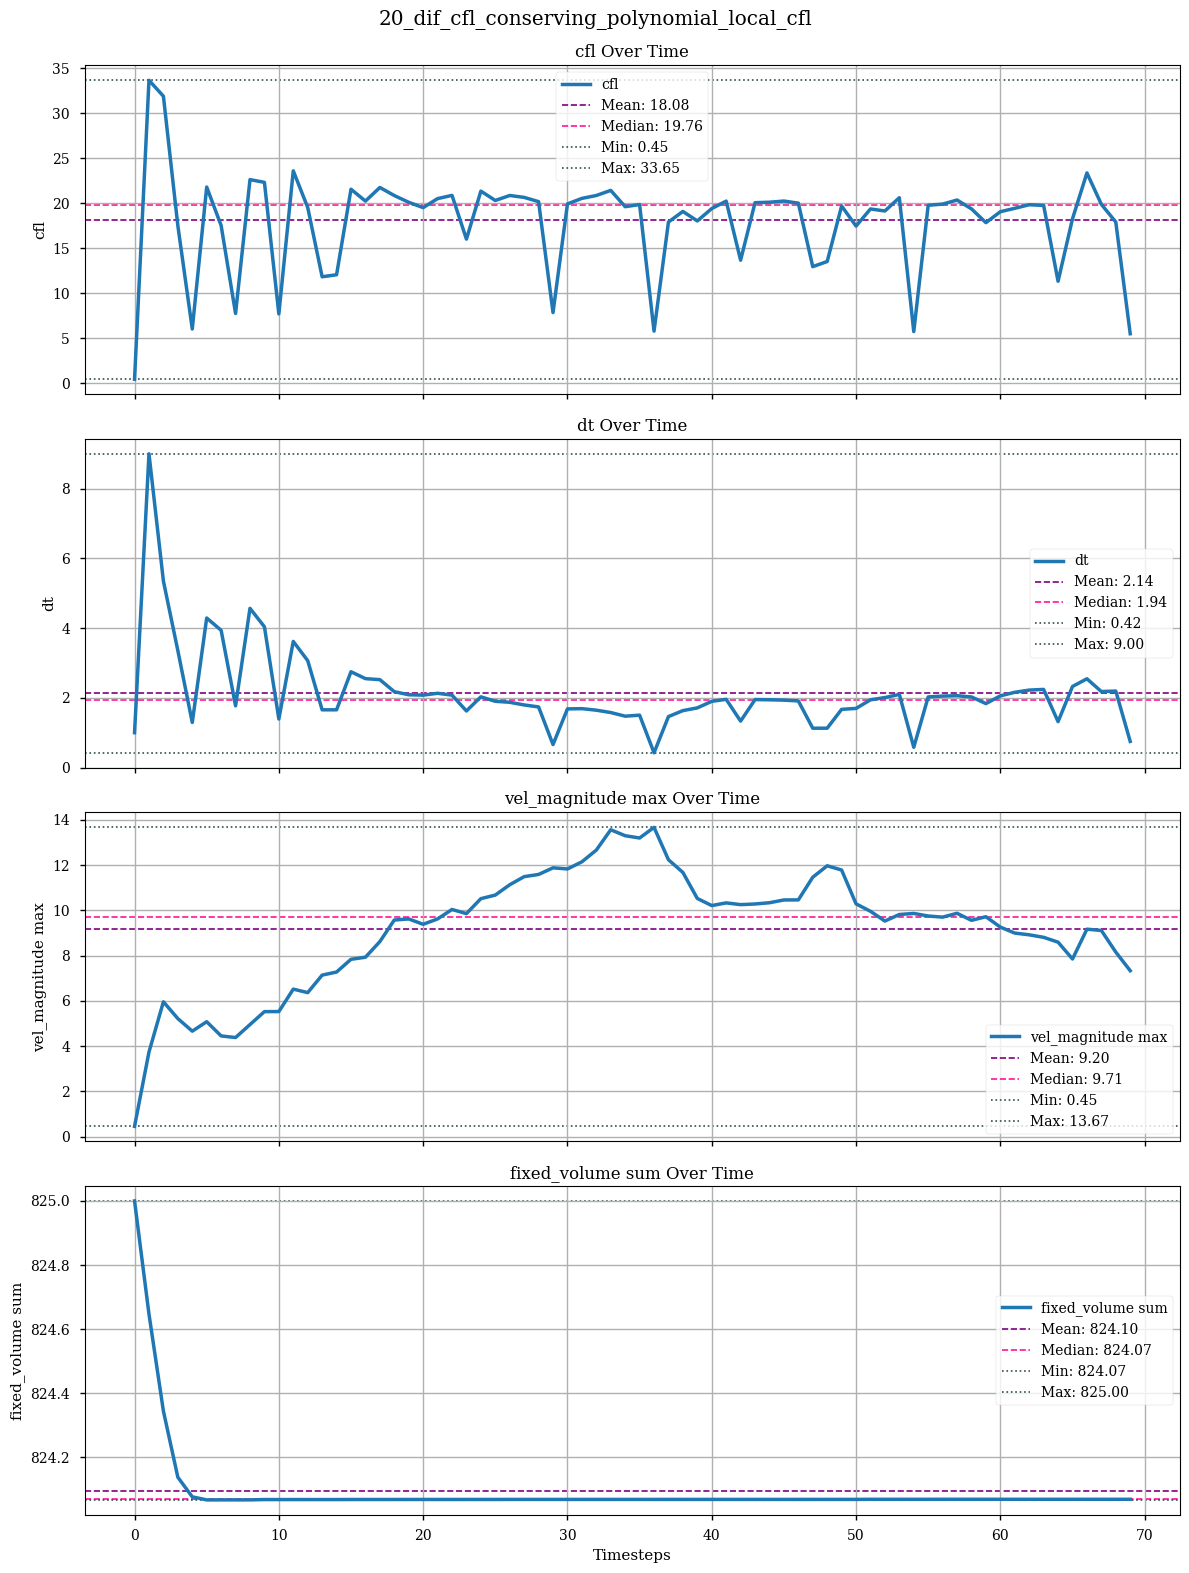 20_dif_cfl_conserving_polynomial_local_cfl
cfl Over Time
35
30
25
20
15
10
5
0
cfl
cfl
Mean: 18.08
Median: 19.76
Min: 0.45
Max: 33.65
dt Over Time
8
6
4
2
0
dt
dt
Mean: 2.14
Median: 1.94
Min: 0.42
Max: 9.00
vel_magnitude max Over Time
14
12
10
8
6
4
2
0
vel_magnitude max
vel_magnitude max
Mean: 9.20
Median: 9.71
Min: 0.45
Max: 13.67
fixed_volume sum Over Time
825.0
824.8
824.6
824.4
824.2
fixed_volume sum
fixed_volume sum
Mean: 824.10
Median: 824.07
Min: 824.07
Max: 825.00
0 10 20 30 40 50 60 70
Timesteps